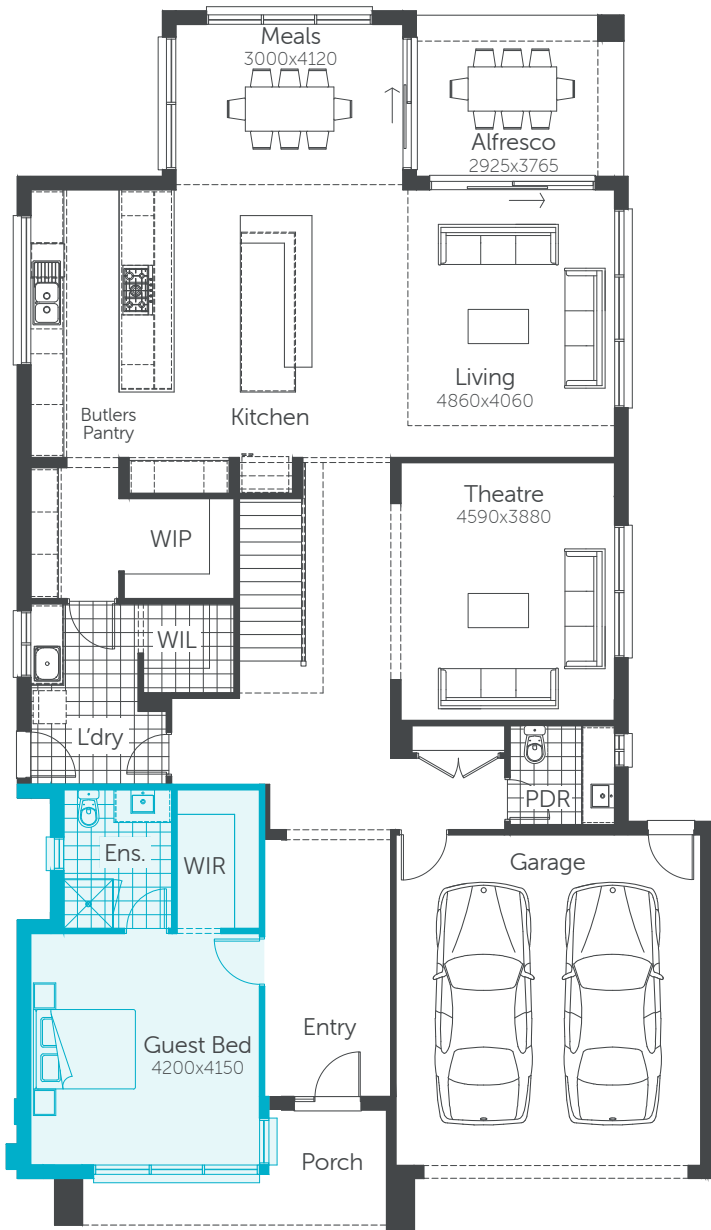 Meals
3000x4120
Alfresco
2925x3765
Living
4860x4060
Butlers
Pantry
Kitchen
Theatre
4590x3880
WIP
WIL
L'dry
PDR
Ens.
WIR
Garage
Entry
Guest Bed
4200x4150
Porch